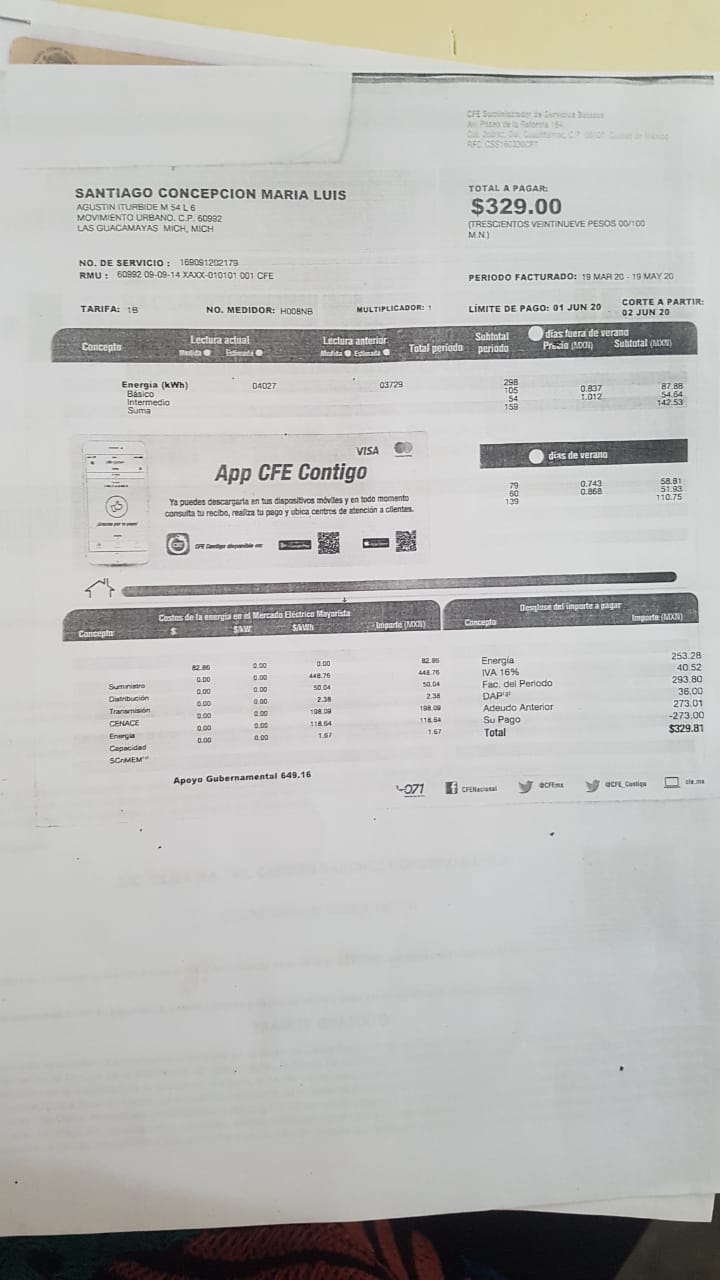 CFE Suministrador de Servicios Básicos
Av. Paseo de la Reforma 164,
Ciudad de México
SANTIAGO CONCEPCION MARIA LUIS
AGUSTIN ITURBIDE M 54 L 6
MOVIMIENTO URBANO, C.P. 60992
LAS GUACAMAYAS MICH, MICH
TOTAL A PAGAR:
$329.00
(TRESCIENTOS VEINTINUEVE PESOS 00/100
M.N.)
NO. DE SERVICIO : 169091202179
RMU : 60992 09-09-14 XAXX-010101 001 CFE
PERIODO FACTURADO: 19 MAR 20 - 19 MAY 20
TARIFA: 1B NO. MEDIDOR: H008NB MULTIPLICADOR: 1 LÍMITE DE PAGO: 01 JUN 20 CORTE A PARTIR:
02 JUN 20
Concepto Lectura actual Lectura anterior Total periodo Subtotal periodo días fuera de verano
Medida Estimada Medida Estimada Precio (MXN) Subtotal (MXN)
Energía (kWh) 04027 03729 298
Básico 105 0.837 87.88
Intermedio 54 1.012 54.64
Suma 159 142.53
VISA
App CFE Contigo
Ya puedes descargarla en tus dispositivos móviles y en todo momento
consulta tu recibo, realiza tu pago y ubica centros de atención a clientes.
CFE Contigo disponible en:
días de verano
79 0.743 58.81
60 0.868 51.93
139 110.75
Costos de la energía en el Mercado Eléctrico Mayorista
Concepto $ $/kW $/kWh Importe (MXN)
Suministro 82.86 0.00 0.00 82.86
Distribución 0.00 0.00 448.76 448.76
Transmisión 0.00 0.00 50.04 50.04
CENACE 0.00 0.00 2.38 2.38
Energía 0.00 0.00 198.09 198.09
Capacidad 0.00 0.00 118.64 118.64
SCnMEM 0.00 0.00 1.67 1.67
Apoyo Gubernamental 649.16
Desglose del importe a pagar
Concepto Importe (MXN)
Energía 253.28
IVA 16% 40.52
Fac. del Periodo 293.80
DAP 36.00
Adeudo Anterior 273.01
Su Pago -273.00
Total $329.81
071 CFENacional @CFEmx @CFE_Contigo cfe.mx